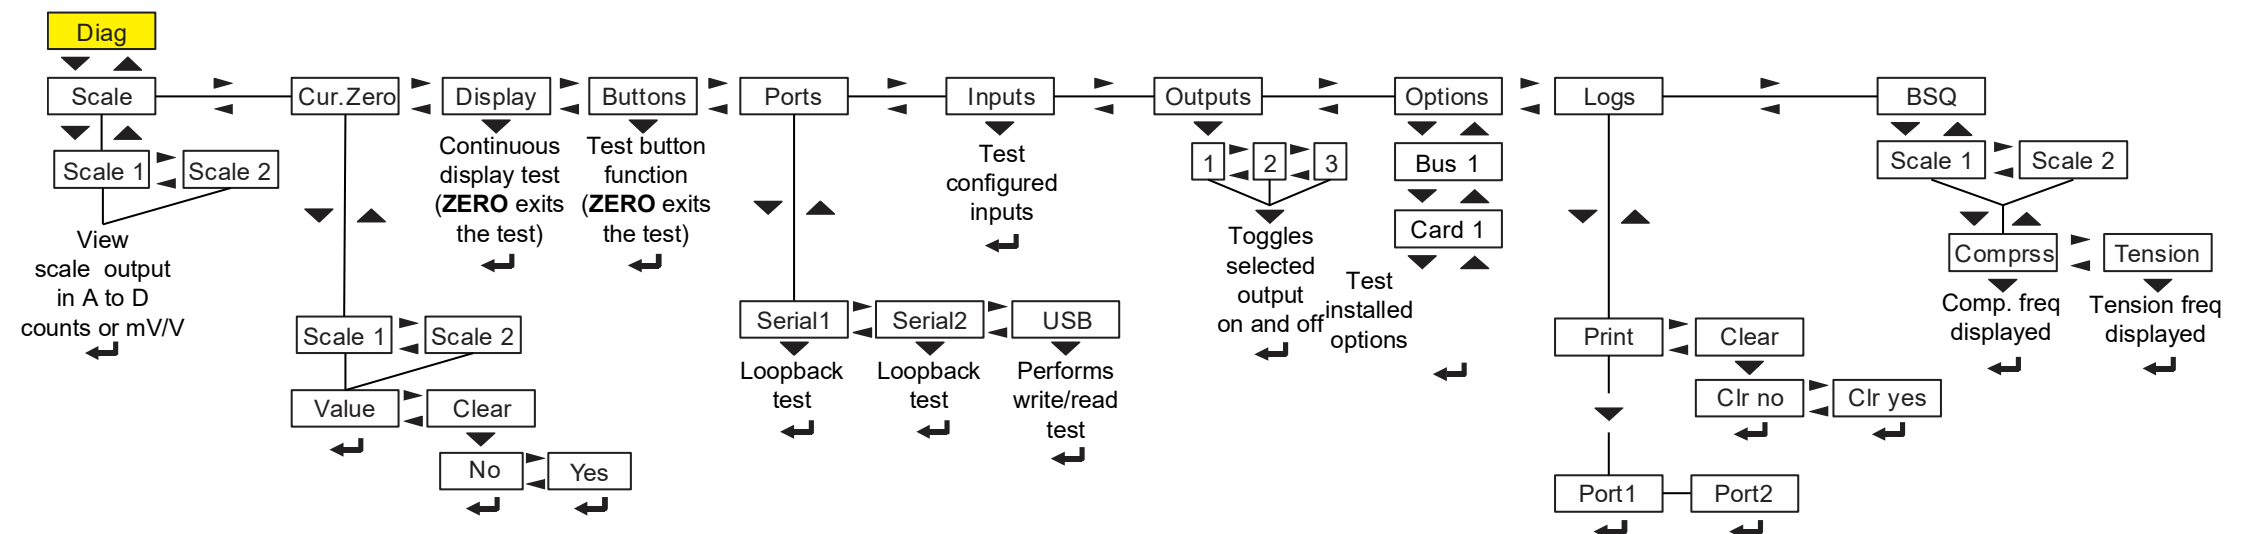 Diag
Scale
Cur.Zero
Display
Buttons
Ports
Inputs
Outputs
Options
Logs
BSQ
Scale 1
Scale 2
View
scale output
in A to D
counts or mV/V
Scale 1
Scale 2
Value
Clear
No
Yes
Continuous
display test
(ZERO exits
the test)
Test button
function
(ZERO exits
the test)
Serial1
Serial2
USB
Loopback
test
Loopback
test
Performs
write/read
test
Test
configured
inputs
1
2
3
Toggles
selected
output
on and off
Bus 1
Card 1
Test
installed
options
Print
Clear
Clr no
Clr yes
Port1
Port2
Scale 1
Scale 2
Comprss
Tension
Comp. freq
displayed
Tension freq
displayed